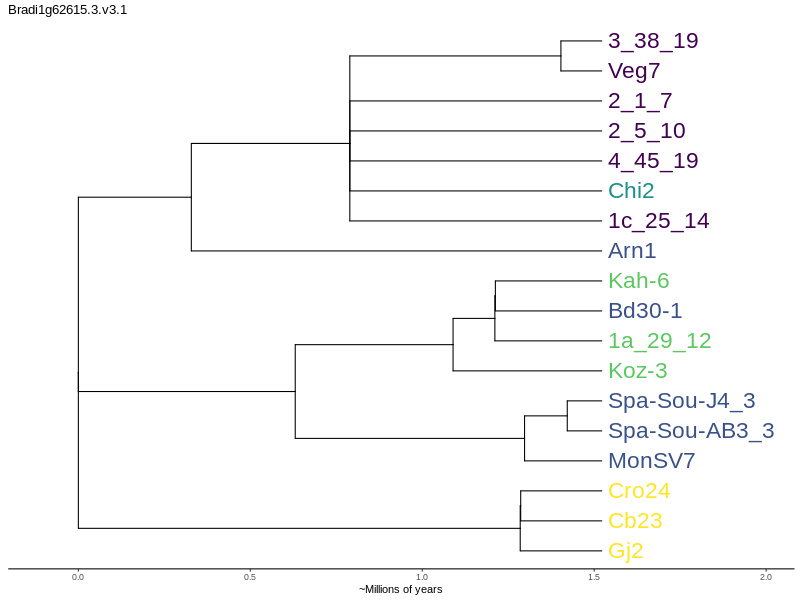 Bradi1g62615.3.v3.1
3_38_19
Veg7
2_1_7
2_5_10
4_45_19
Chi2
1c_25_14
Arn1
Kah-6
Bd30-1
1a_29_12
Koz-3
Spa-Sou-J4_3
Spa-Sou-AB3_3
MonSV7
Cro24
Cb23
Gj2
0.0 0.5 1.0 1.5 2.0
~Millions of years